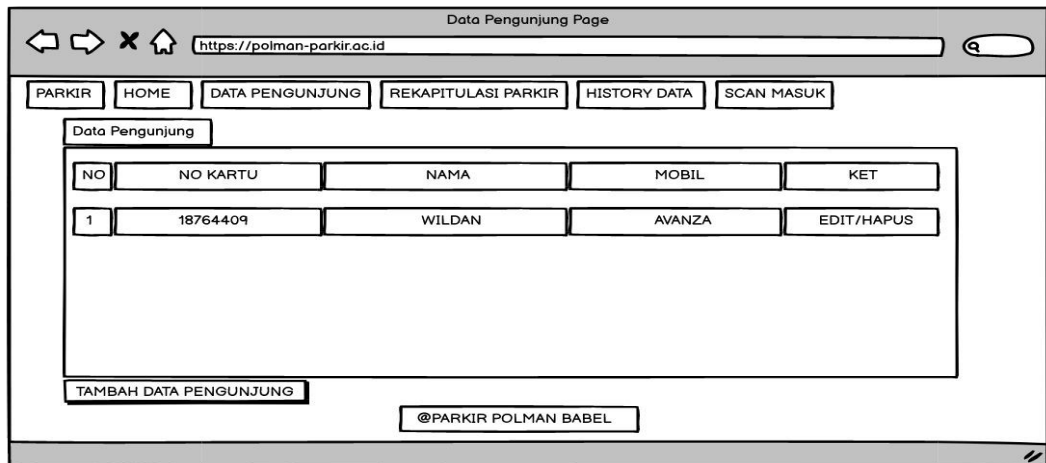 Data Pengunjung Page
https://polman-parkir.ac.id
PARKIR HOME DATA PENGUNJUNG REKAPITULASI PARKIR HISTORY DATA SCAN MASUK
Data Pengunjung
NO NO KARTU NAMA MOBIL KET
1 18764409 WILDAN AVANZA EDIT/HAPUS
TAMBAH DATA PENGUNJUNG
@PARKIR POLMAN BABEL